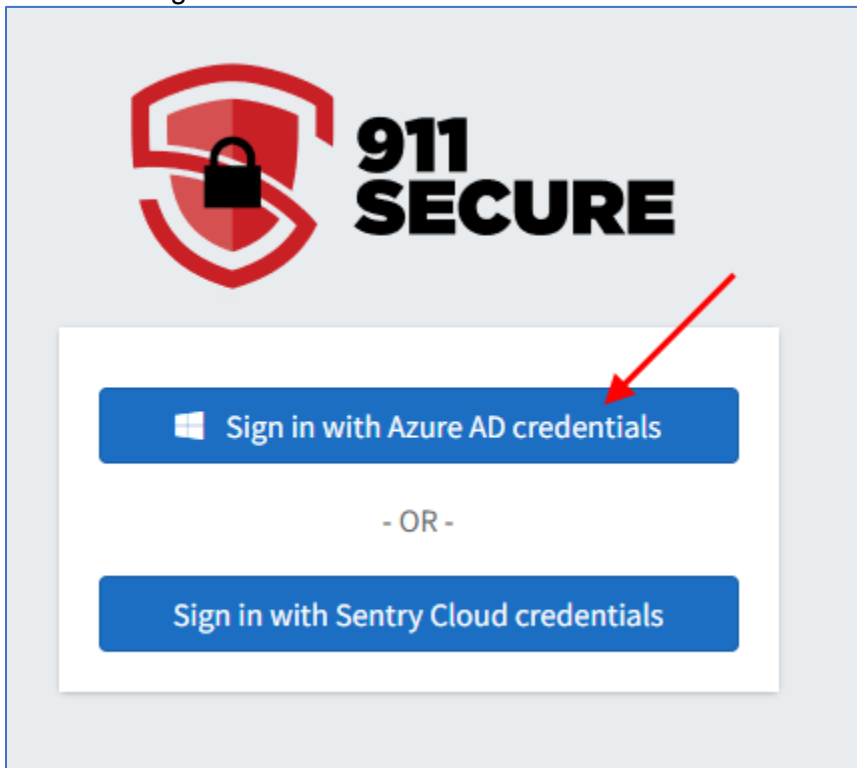 911
SECURE
Sign in with Azure AD credentials
- OR -
Sign in with Sentry Cloud credentials